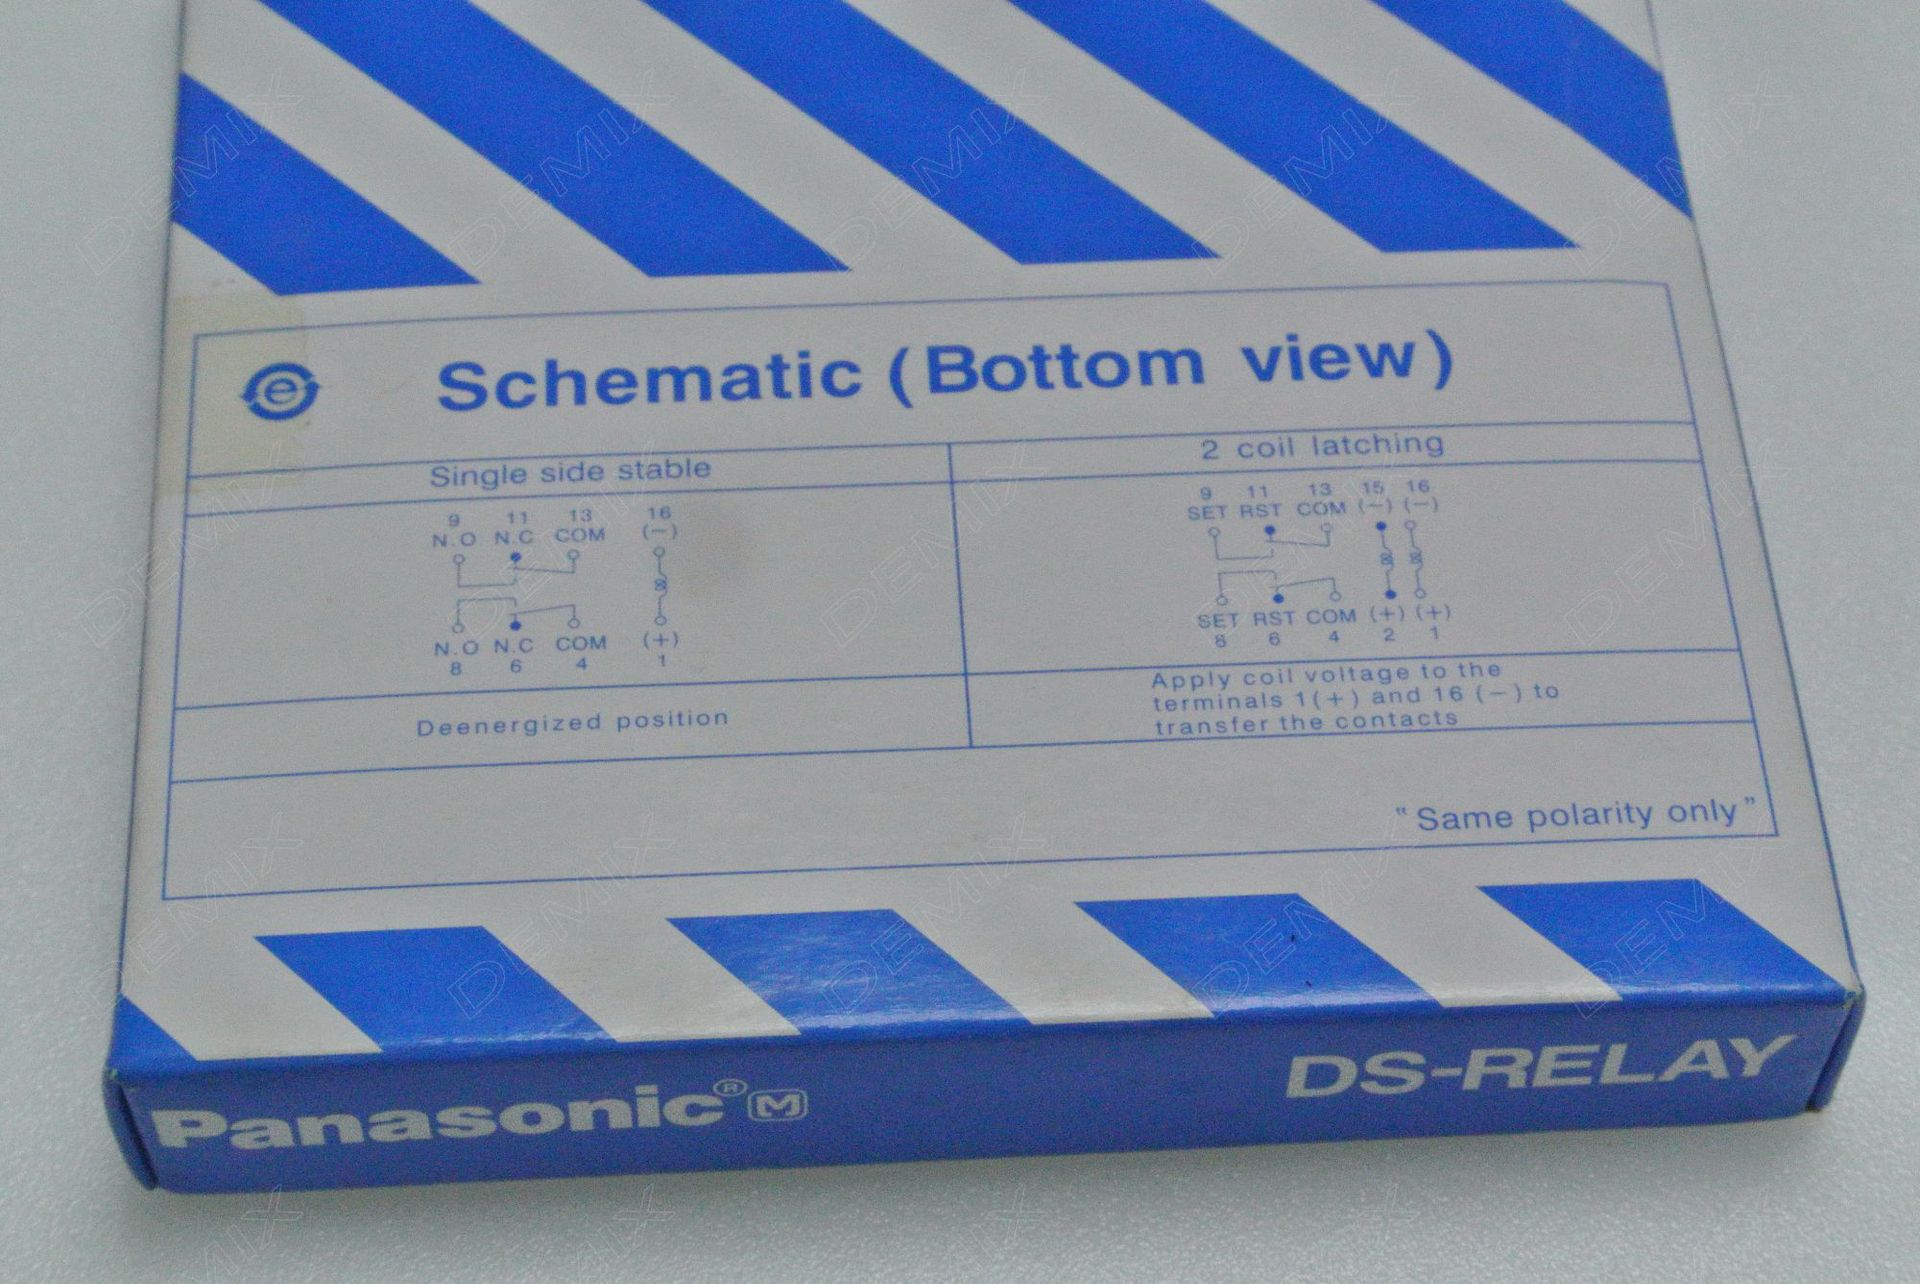 e Schematic (Bottom view)
Single side stable
9 11 13 16
N.O N.C COM (−)
N.O N.C COM (+)
8 6 4 1
Deenergized position
2 coil latching
9 11 13 15 16
SET RST COM (−) (−)
SET RST COM (+) (+)
8 6 4 2 1
Apply coil voltage to the
terminals 1(+) and 16 (−) to
transfer the contacts
"Same polarity only"
Panasonic® M
DS-RELAY
DEMIX